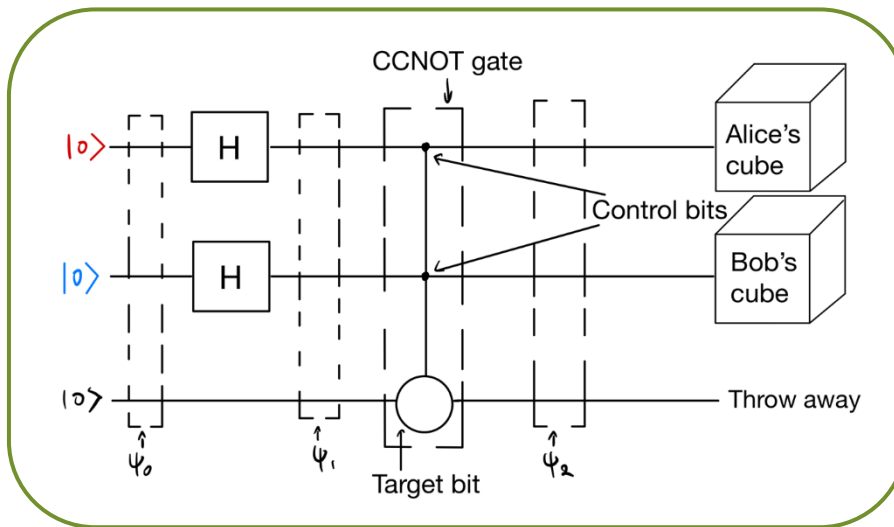 CCNOT gate
|0⟩
H
Alice's
cube
Control bits
|0⟩
H
Bob's
cube
|0⟩
Throw away
ψ₀
ψ₁
Target bit
ψ₂